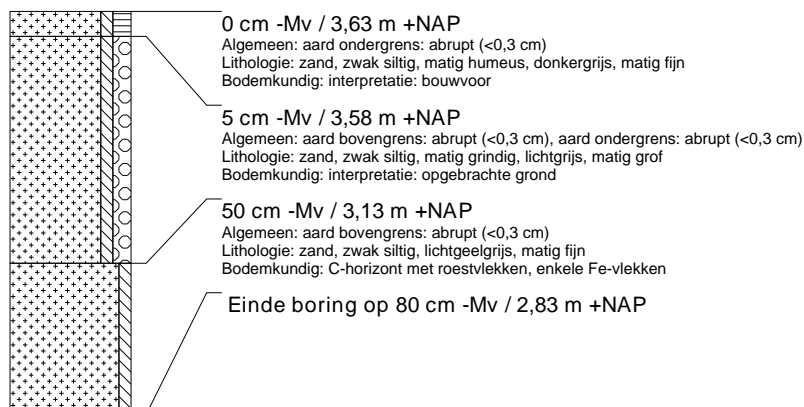 0 cm -Mv / 3,63 m +NAP
Algemeen: aard ondergrens: abrupt (<0,3 cm)
Lithologie: zand, zwak siltig, matig humeus, donkergrijs, matig fijn
Bodemkundig: interpretatie: bouwvoor
5 cm -Mv / 3,58 m +NAP
Algemeen: aard bovengrens: abrupt (<0,3 cm), aard ondergrens: abrupt (<0,3 cm)
Lithologie: zand, zwak siltig, matig grindig, lichtgrijs, matig grof
Bodemkundig: interpretatie: opgebrachte grond
50 cm -Mv / 3,13 m +NAP
Algemeen: aard bovengrens: abrupt (<0,3 cm)
Lithologie: zand, zwak siltig, lichtgeelgrijs, matig fijn
Bodemkundig: C-horizont met roestvlekken, enkele Fe-vlekken
Einde boring op 80 cm -Mv / 2,83 m +NAP